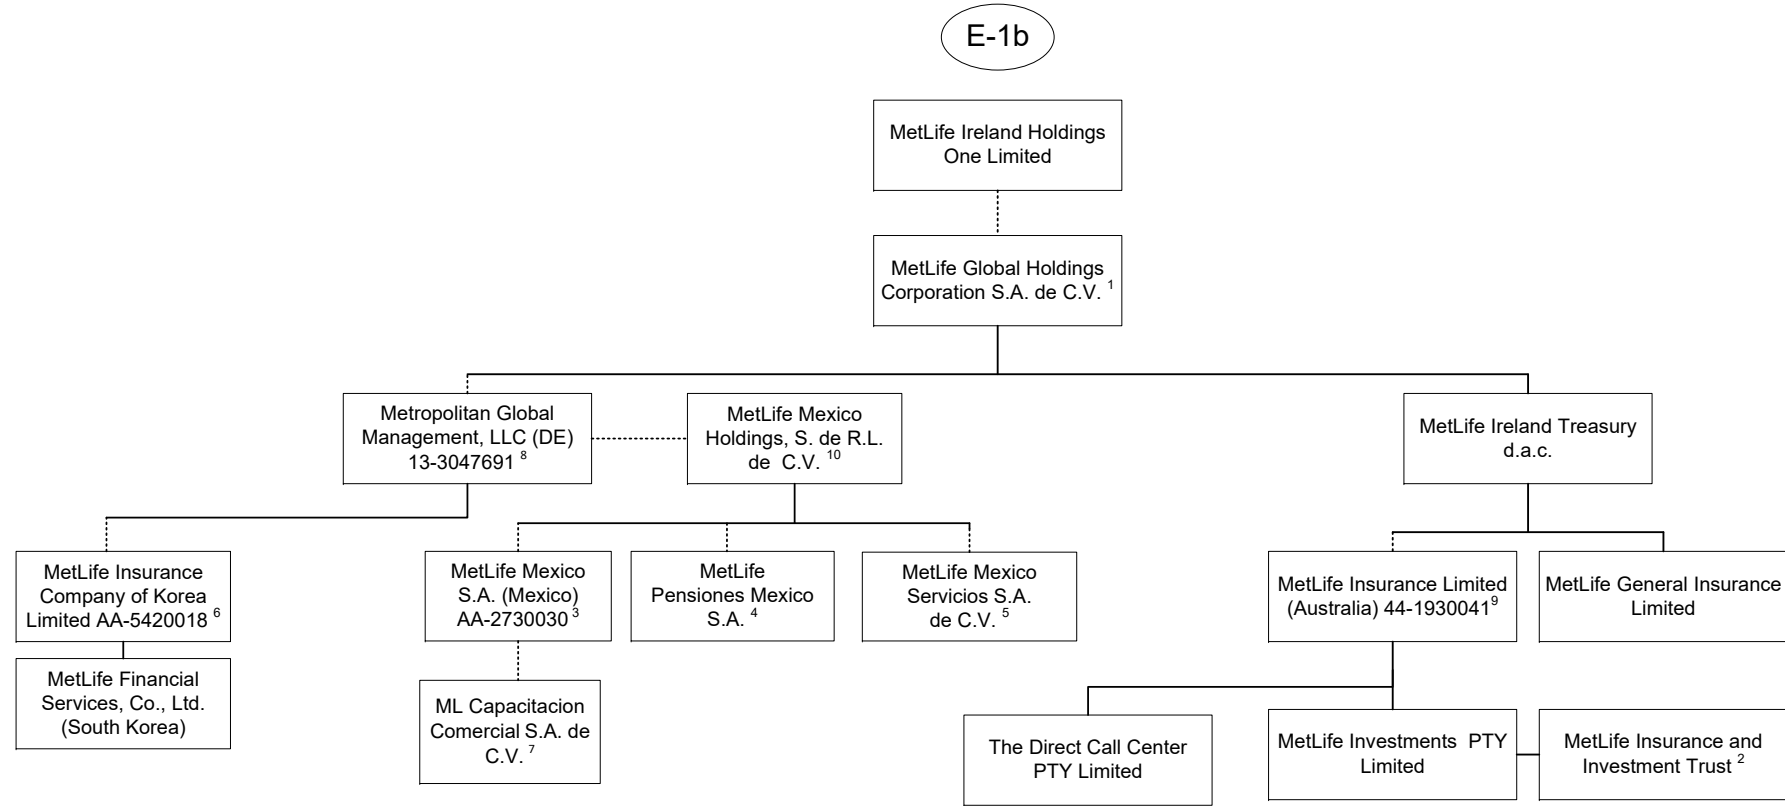 E-1b
MetLife Ireland Holdings
One Limited
MetLife Global Holdings
Corporation S.A. de C.V. 1
Metropolitan Global
Management, LLC (DE)
13-3047691 8
MetLife Mexico
Holdings, S. de R.L.
de C.V. 10
MetLife Ireland Treasury
d.a.c.
MetLife Insurance
Company of Korea
Limited AA-5420018 6
MetLife Mexico
S.A. (Mexico)
AA-2730030 3
MetLife
Pensiones Mexico
S.A. 4
MetLife Mexico
Servicios S.A.
de C.V. 5
MetLife Insurance Limited
(Australia) 44-1930041 9
MetLife General Insurance
Limited
MetLife Financial
Services, Co., Ltd.
(South Korea)
ML Capacitacion
Comercial S.A. de
C.V. 7
The Direct Call Center
PTY Limited
MetLife Investments PTY
Limited
MetLife Insurance and
Investment Trust 2